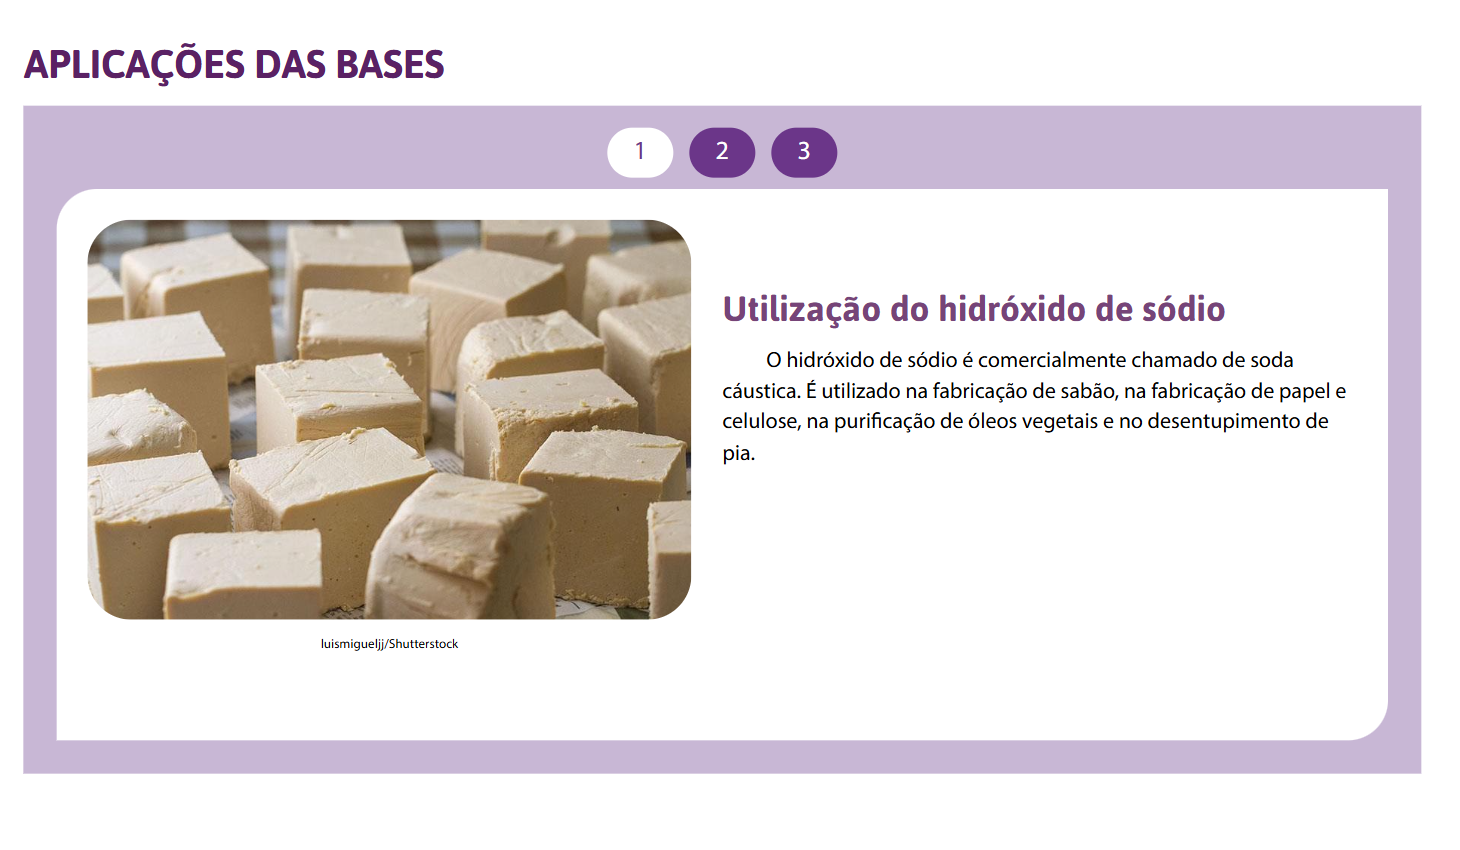 APLICAÇÕES DAS BASES
1 2 3
Utilização do hidróxido de sódio
O hidróxido de sódio é comercialmente chamado de soda
cáustica. É utilizado na fabricação de sabão, na fabricação de papel e
celulose, na purificação de óleos vegetais e no desentupimento de
pia.
luismigueljj/Shutterstock